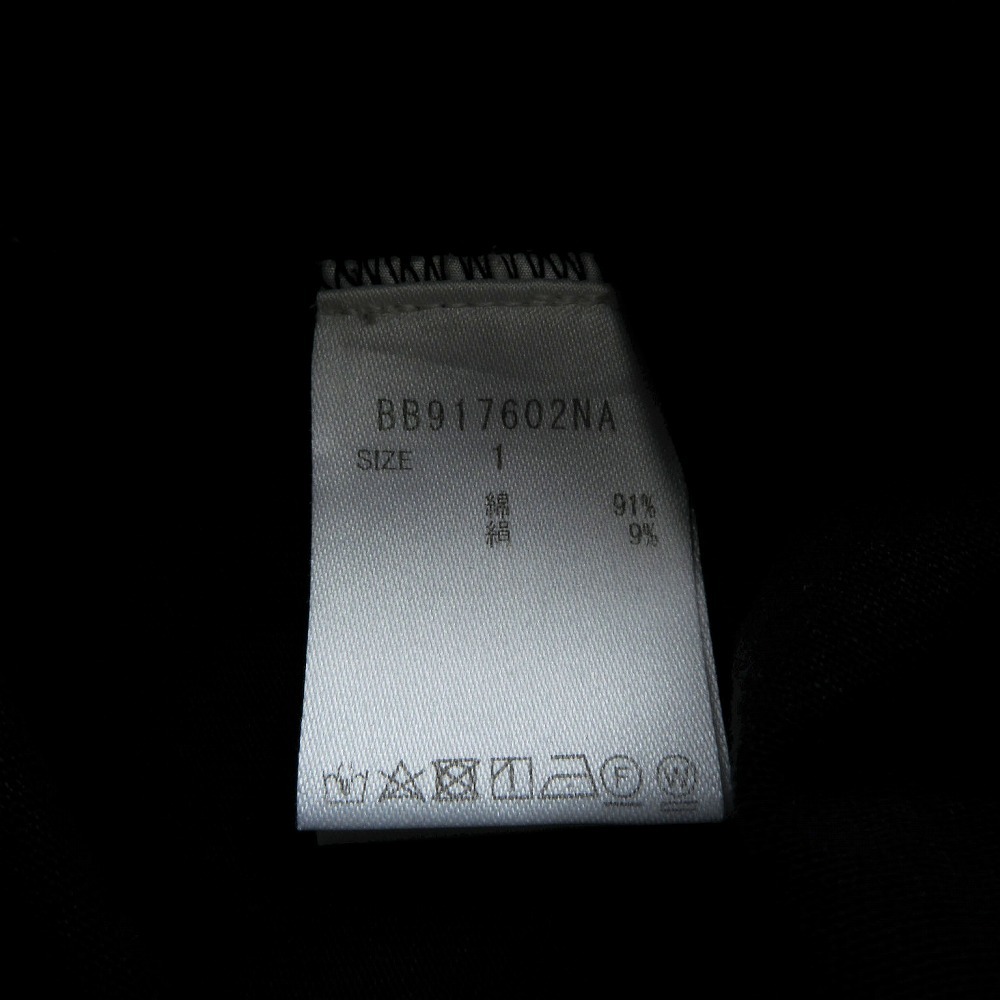 BB917602NA
SIZE 1
綿 91%
絹 9%
F W